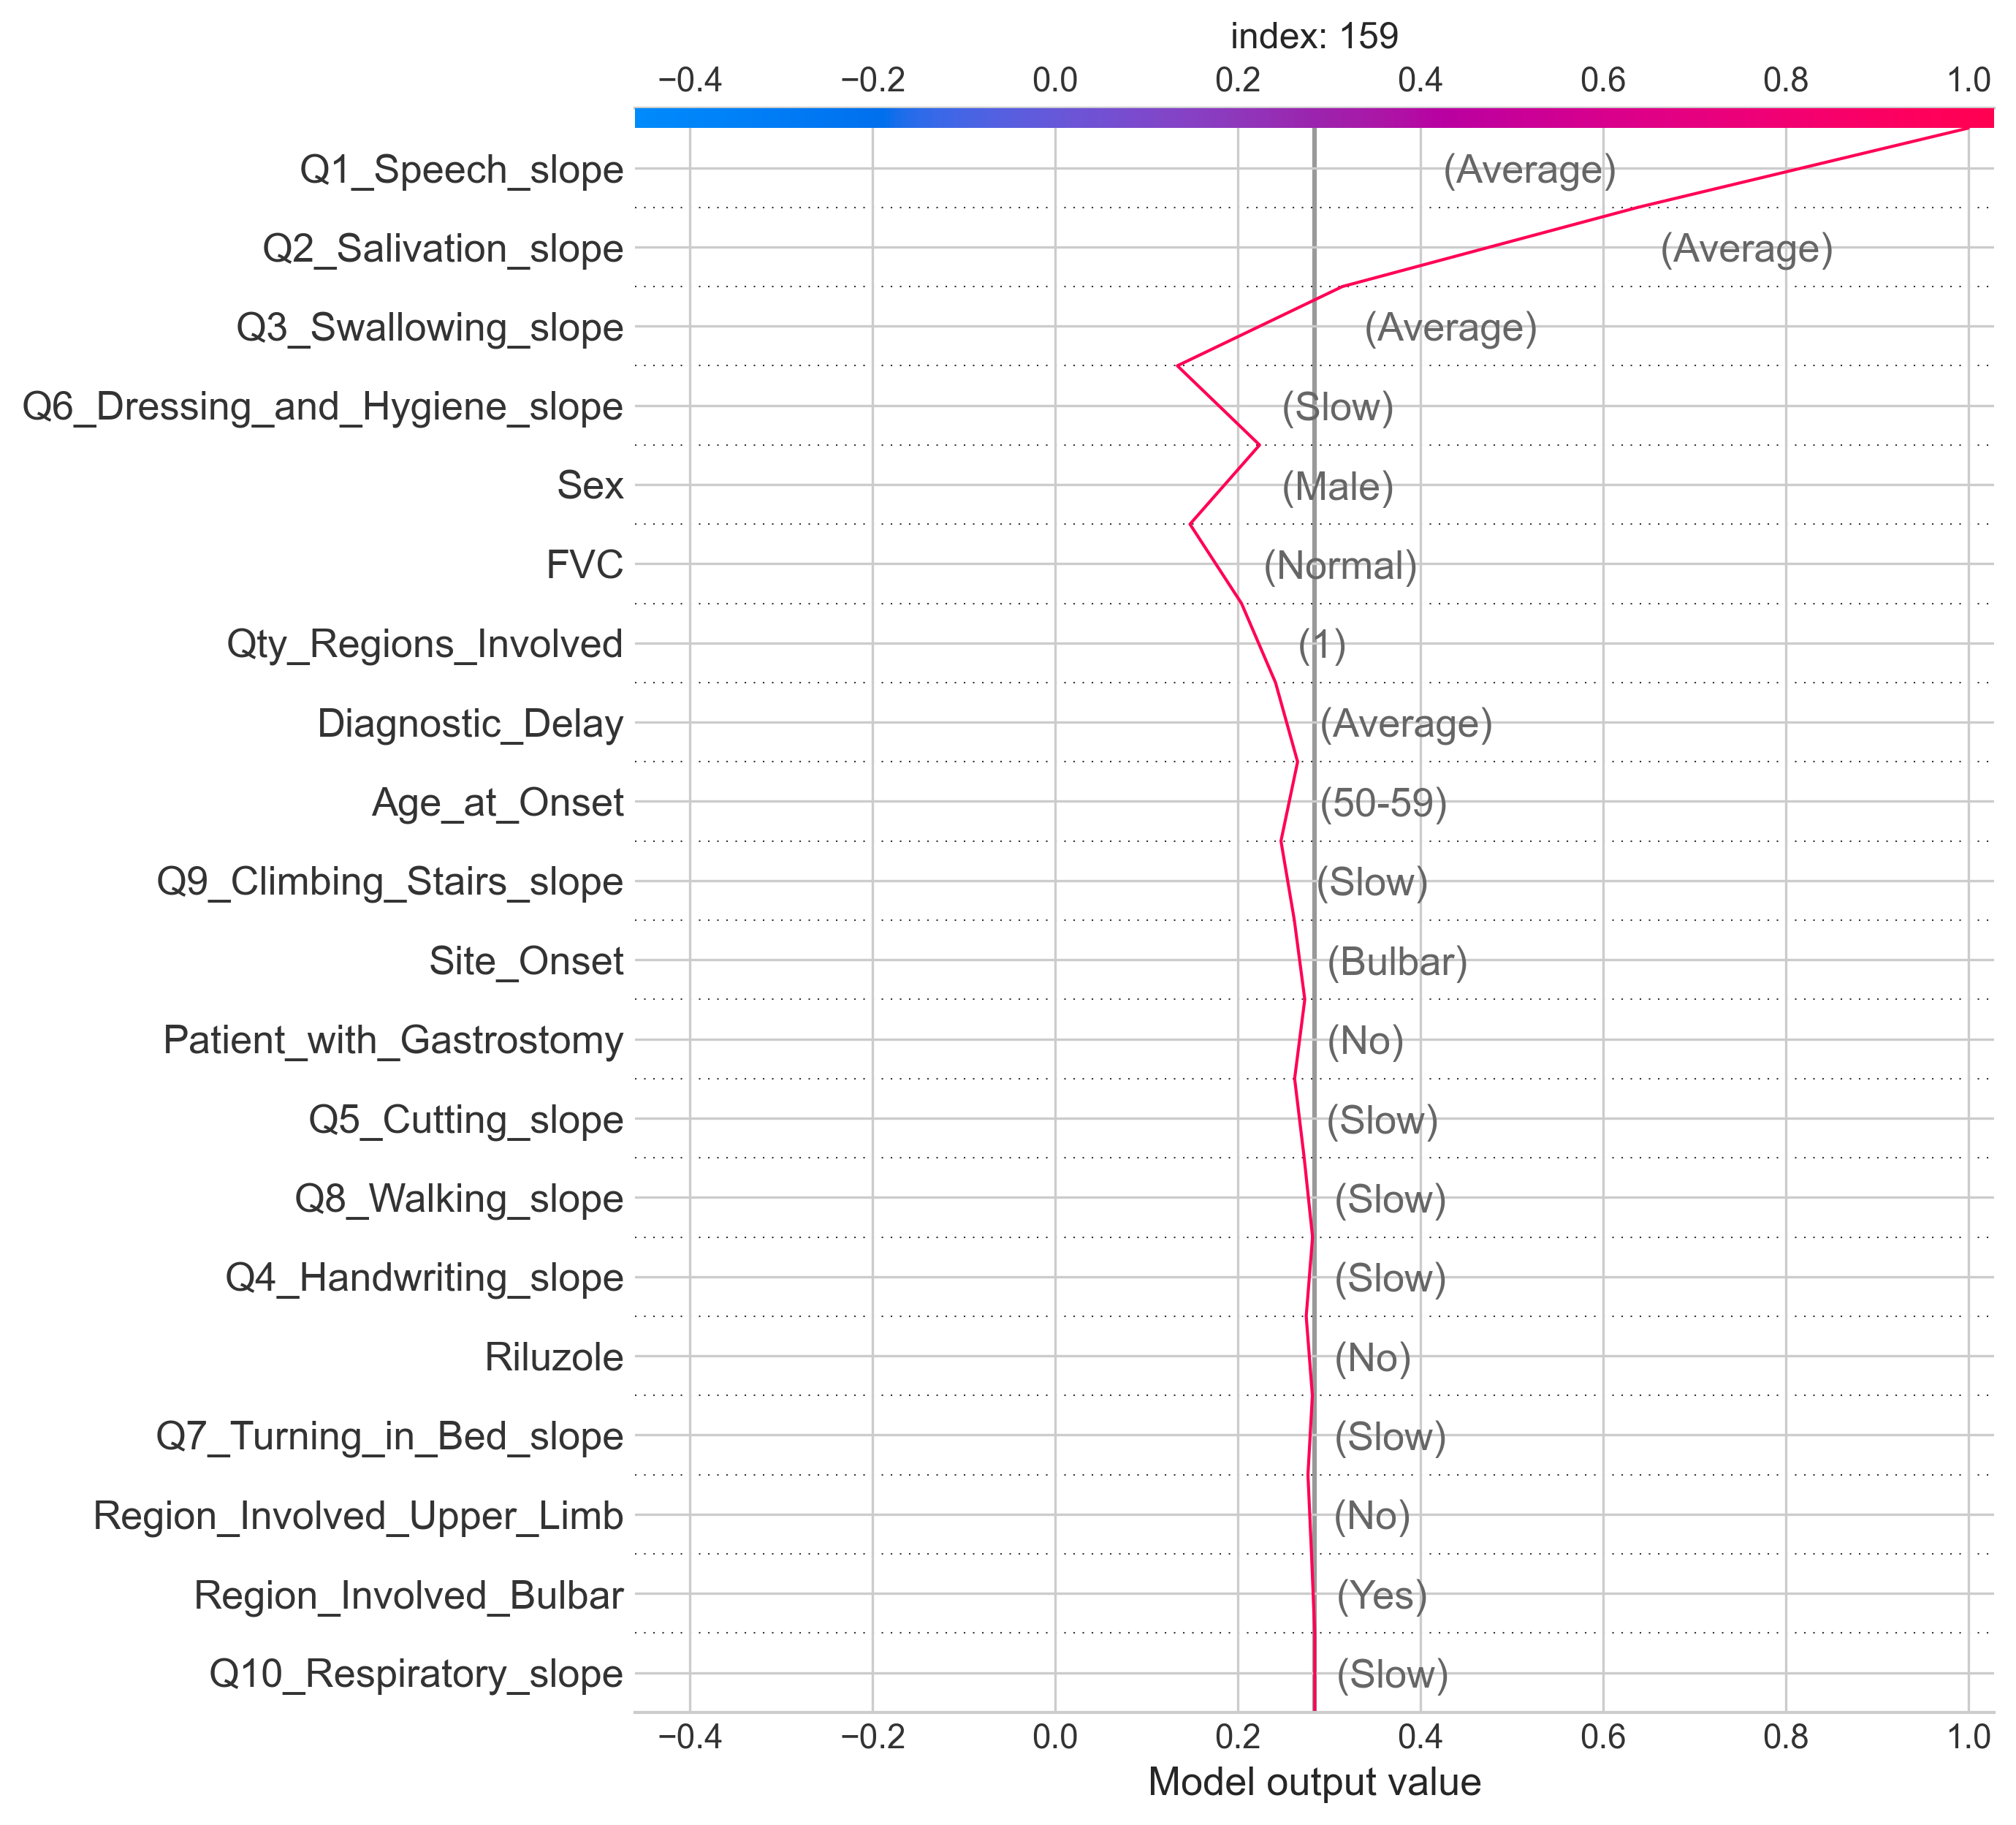 index: 159
−0.4 −0.2 0.0 0.2 0.4 0.6 0.8 1.0
Q1_Speech_slope (Average)
Q2_Salivation_slope (Average)
Q3_Swallowing_slope (Average)
Q6_Dressing_and_Hygiene_slope (Slow)
Sex (Male)
FVC (Normal)
Qty_Regions_Involved (1)
Diagnostic_Delay (Average)
Age_at_Onset (50-59)
Q9_Climbing_Stairs_slope (Slow)
Site_Onset (Bulbar)
Patient_with_Gastrostomy (No)
Q5_Cutting_slope (Slow)
Q8_Walking_slope (Slow)
Q4_Handwriting_slope (Slow)
Riluzole (No)
Q7_Turning_in_Bed_slope (Slow)
Region_Involved_Upper_Limb (No)
Region_Involved_Bulbar (Yes)
Q10_Respiratory_slope (Slow)
−0.4 −0.2 0.0 0.2 0.4 0.6 0.8 1.0
Model output value